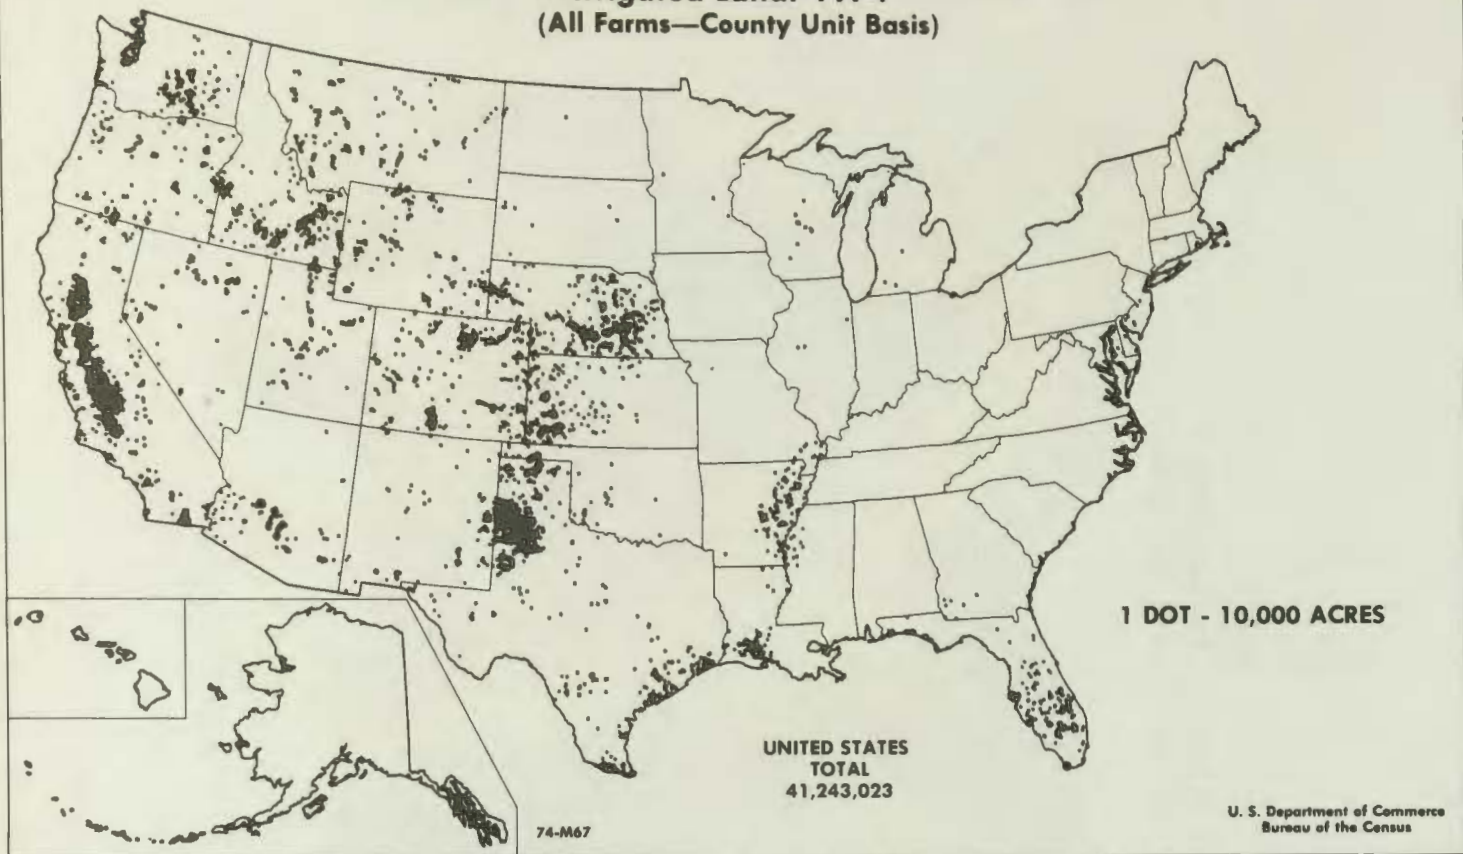 (All Farms—County Unit Basis)
1 DOT - 10,000 ACRES
UNITED STATES
TOTAL
41,243,023
74-M67
U. S. Department of Commerce
Bureau of the Census